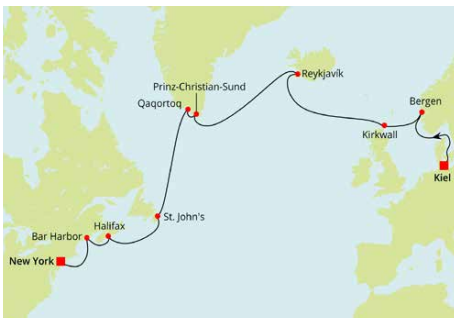 Reykjavík
Prinz-Christian-Sund
Qaqortoq
Bergen
Kirkwall
Kiel
St. John's
Halifax
Bar Harbor
New York